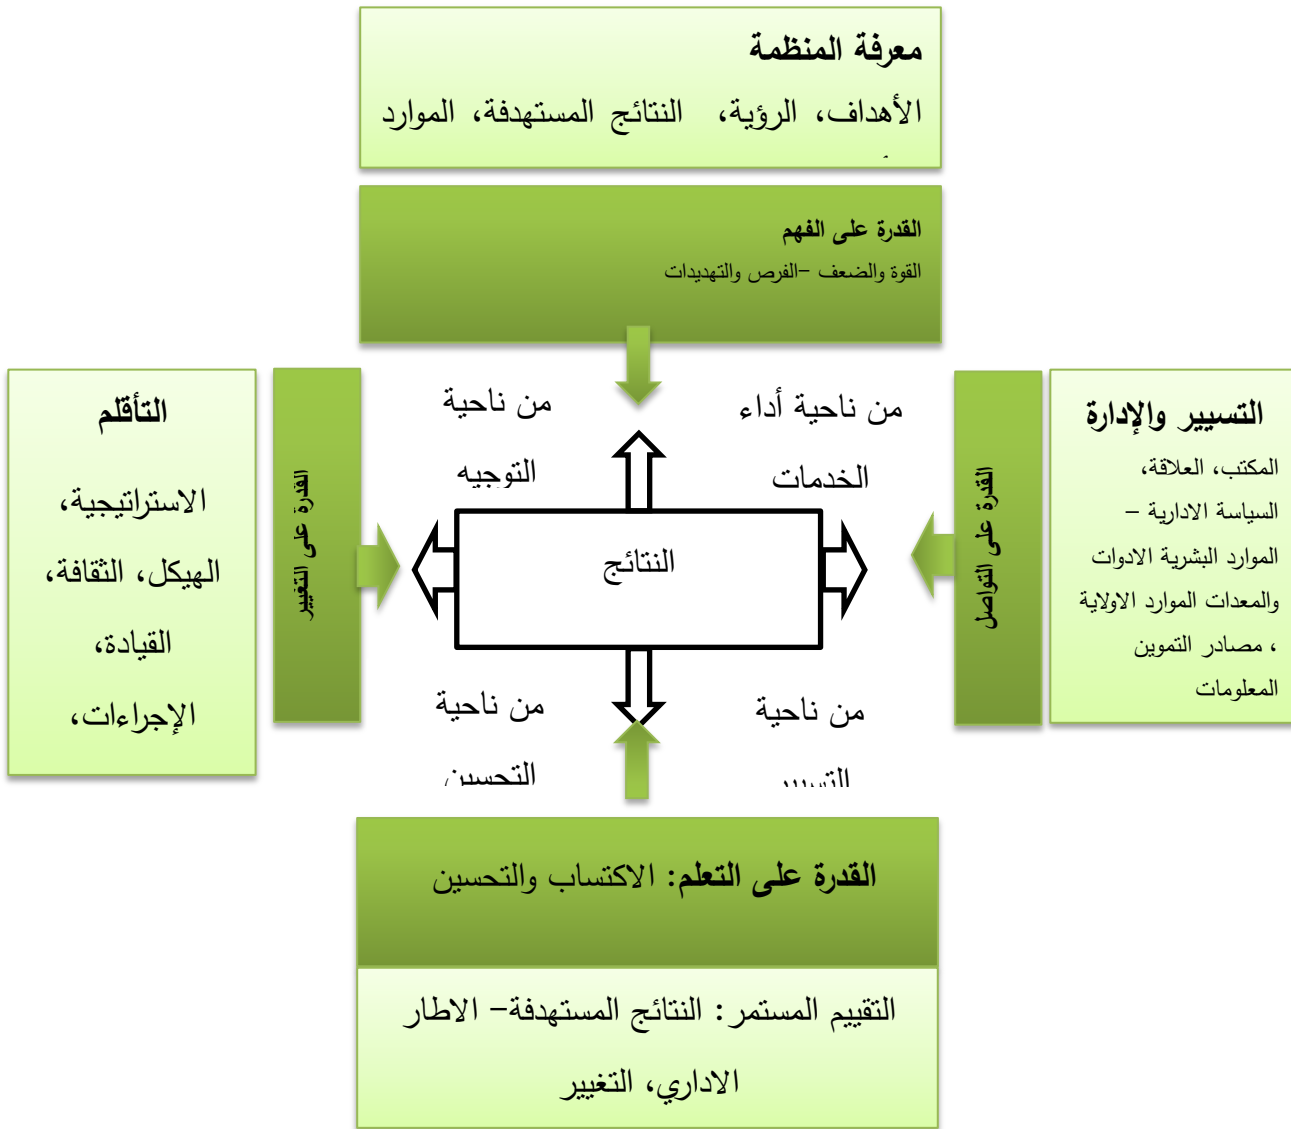 معرفة المنظمة
الأهداف، الرؤية، النتائج المستهدفة، الموارد
القدرة على الفهم
القوة والضعف –الفرص والتهديدات
التسيير والإدارة
المكتب، العلاقة،
السياسة الادارية –
الموارد البشرية الادوات
والمعدات الموارد الاولاية
، مصادر التموين
المعلومات
القدرة على التواصل
من ناحية أداء
الخدمات
من ناحية
التوجيه
النتائج
من ناحية
التسيير
من ناحية
التحسين
القدرة على التغيير
التأقلم
الاستراتيجية،
الهيكل، الثقافة،
القيادة،
الإجراءات،
القدرة على التعلم: الاكتساب والتحسين
التقييم المستمر: النتائج المستهدفة– الاطار
الاداري، التغيير